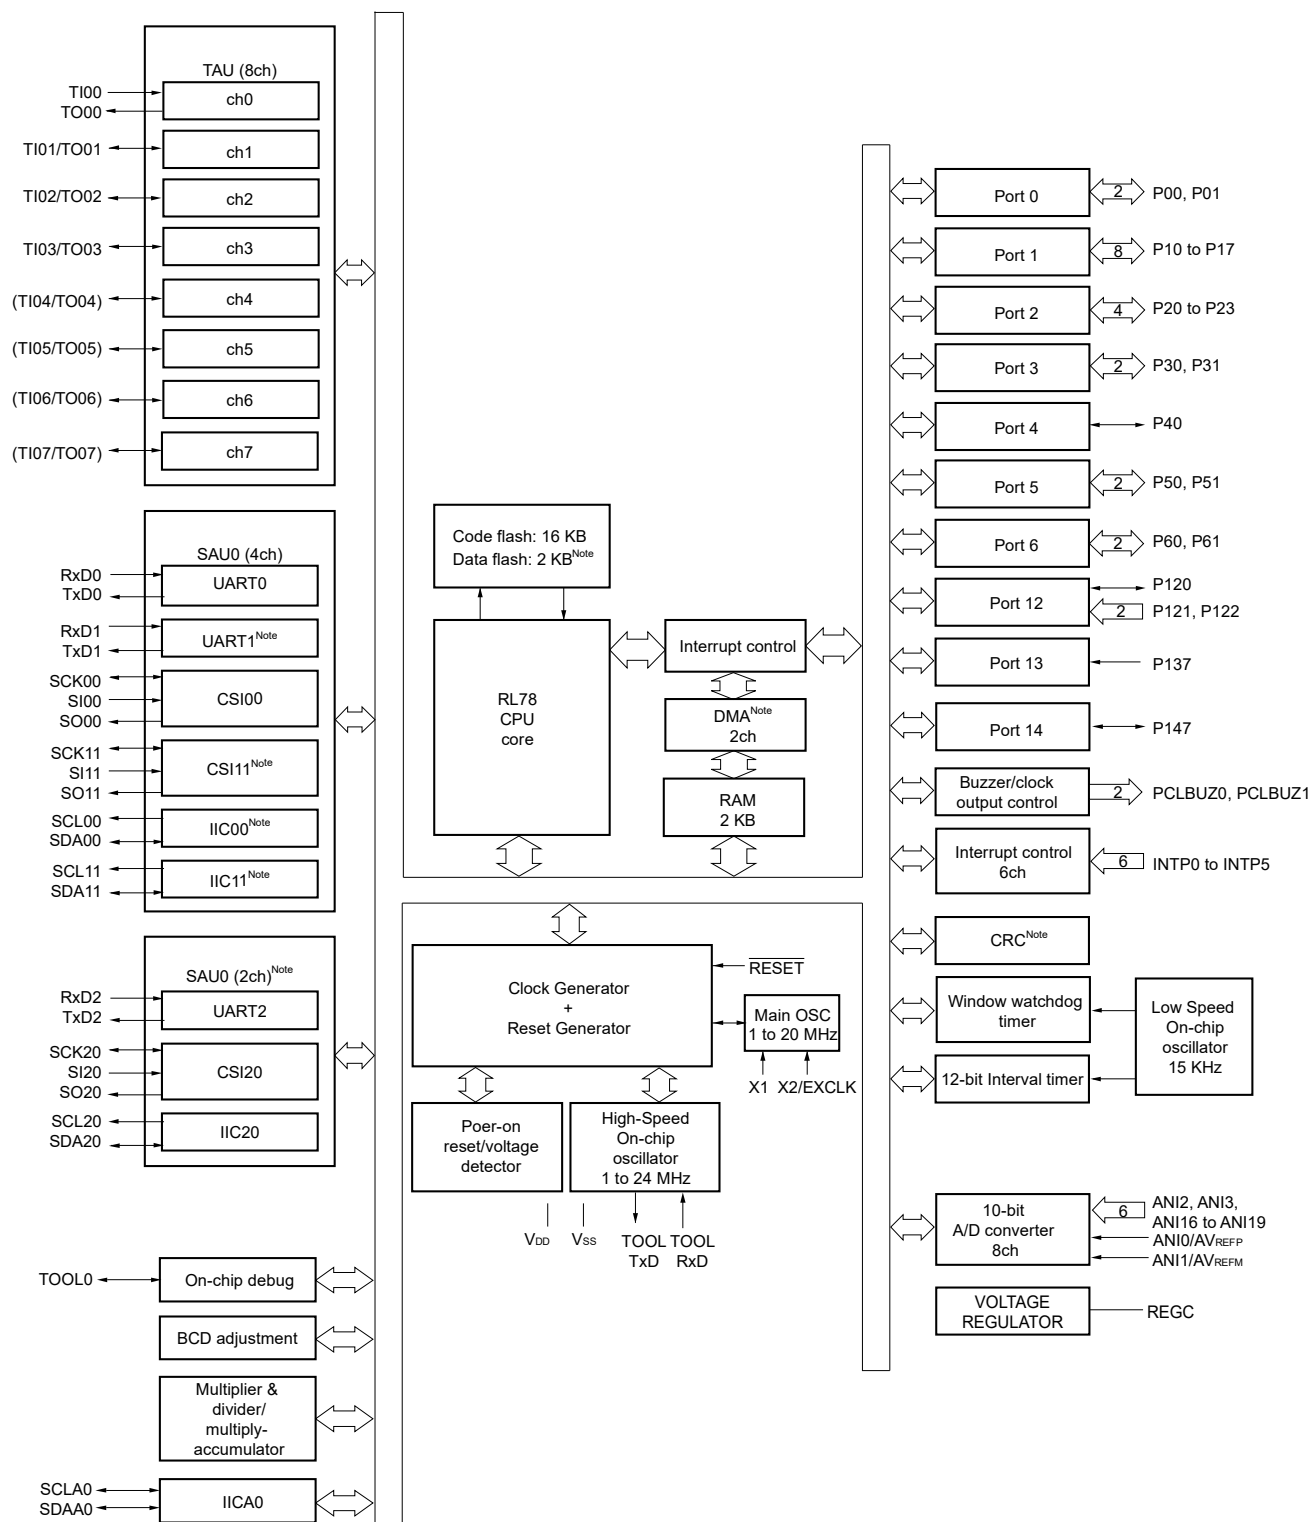 TAU (8ch)
TI00
TO00
ch0
TI01/TO01
ch1
TI02/TO02
ch2
TI03/TO03
ch3
(TI04/TO04)
ch4
(TI05/TO05)
ch5
(TI06/TO06)
ch6
(TI07/TO07)
ch7
SAU0 (4ch)
RxD0
TxD0
UART0
RxD1
TxD1
UART1Note
SCK00
SI00
SO00
CSI00
SCK11
SI11
SO11
CSI11Note
SCL00
SDA00
IIC00Note
SCL11
SDA11
IIC11Note
SAU0 (2ch)Note
RxD2
TxD2
UART2
SCK20
SI20
SO20
CSI20
SCL20
SDA20
IIC20
TOOL0
On-chip debug
BCD adjustment
Multiplier &
divider/
multiply-
accumulator
SCLA0
SDAA0
IICA0
Code flash: 16 KB
Data flash: 2 KBNote
RL78
CPU
core
Interrupt control
DMANote
2ch
RAM
2 KB
Clock Generator
+
Reset Generator
RESET
Main OSC
1 to 20 MHz
X1 X2/EXCLK
Poer-on
reset/voltage
detector
High-Speed
On-chip
oscillator
1 to 24 MHz
VDD
VSS
TOOL
TxD
TOOL
RxD
Port 0
2
P00, P01
Port 1
8
P10 to P17
Port 2
4
P20 to P23
Port 3
2
P30, P31
Port 4
P40
Port 5
2
P50, P51
Port 6
2
P60, P61
Port 12
P120
2
P121, P122
Port 13
P137
Port 14
P147
Buzzer/clock
output control
2
PCLBUZ0, PCLBUZ1
Interrupt control
6ch
6
INTP0 to INTP5
CRCNote
Window watchdog
timer
12-bit Interval timer
Low Speed
On-chip
oscillator
15 KHz
10-bit
A/D converter
8ch
6
ANI2, ANI3,
ANI16 to ANI19
ANI0/AVREFP
ANI1/AVREFM
VOLTAGE
REGULATOR
REGC